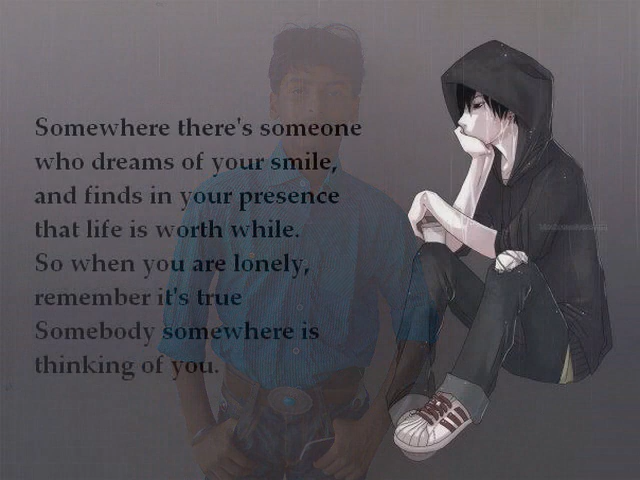 Somewhere there's someone
who dreams of your smile,
and finds in your presence
that life is worth while.
So when you are lonely,
remember it's true
Somebody somewhere is
thinking of you.